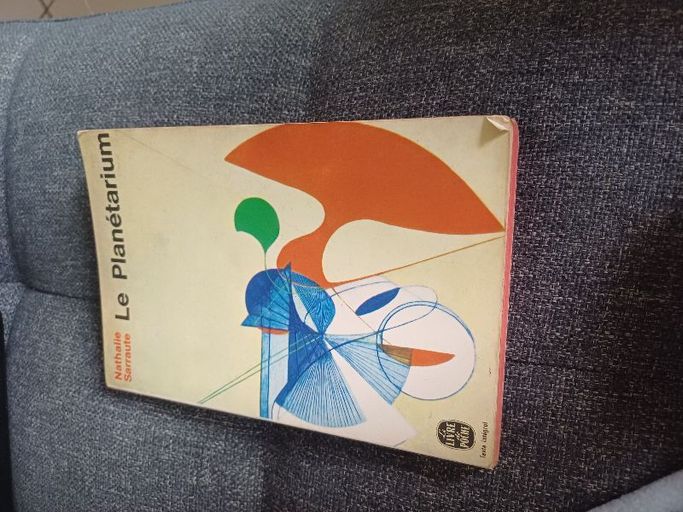 Nathalie
Sarraute
Le Planétarium
Le
LIVRE
de
POCHE
Texte intégral